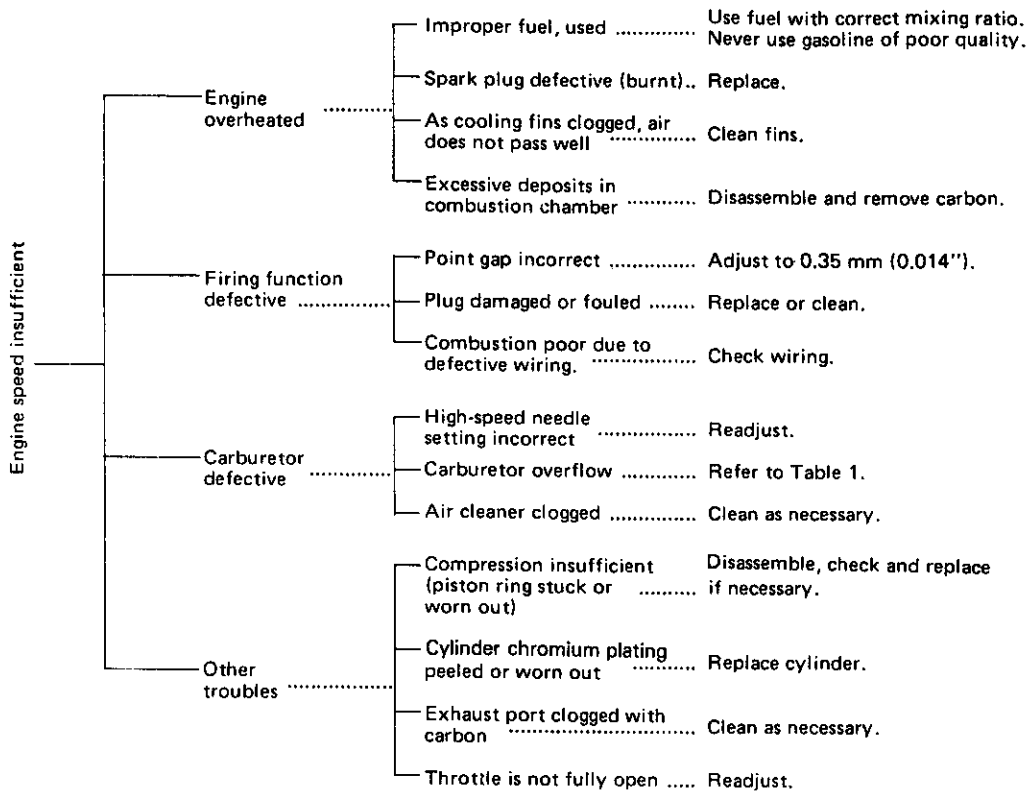 Engine speed insufficient
Engine
overheated ..........
Improper fuel, used .............. Use fuel with correct mixing ratio.
Never use gasoline of poor quality.
Spark plug defective (burnt).. Replace.
As cooling fins clogged, air
does not pass well ............... Clean fins.
Excessive deposits in
combustion chamber ............. Disassemble and remove carbon.
Firing function
defective ...............
Point gap incorrect ............... Adjust to 0.35 mm (0.014'').
Plug damaged or fouled ........ Replace or clean.
Combustion poor due to
defective wiring. .................. Check wiring.
Carburetor
defective ............
High-speed needle
setting incorrect ................. Readjust.
Carburetor overflow ............. Refer to Table 1.
Air cleaner clogged ............... Clean as necessary.
Other
troubles ................
Compression insufficient
(piston ring stuck or
worn out) .......... Disassemble, check and replace
if necessary.
Cylinder chromium plating
peeled or worn out ........... Replace cylinder.
Exhaust port clogged with
carbon ................................ Clean as necessary.
Throttle is not fully open ..... Readjust.